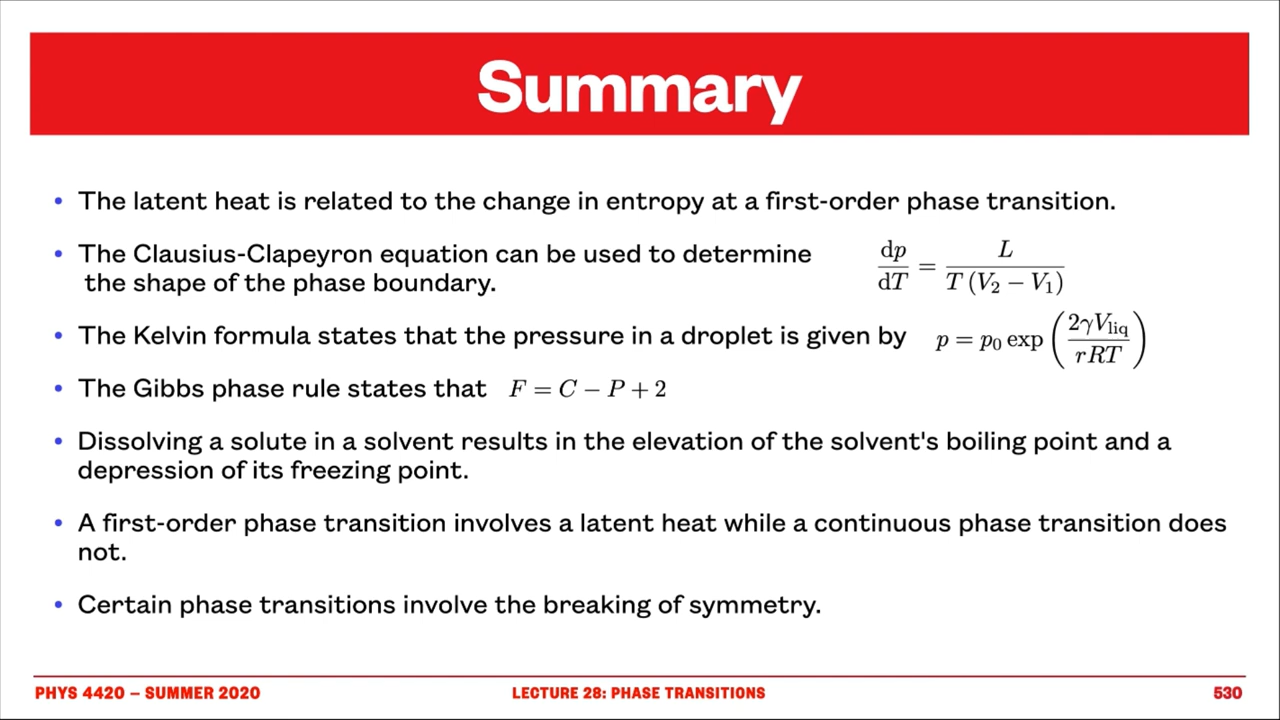 Summary
• The latent heat is related to the change in entropy at a first-order phase transition.
• The Clausius-Clapeyron equation can be used to determine
the shape of the phase boundary.
dp/dT = L/(T (V₂ − V₁))
• The Kelvin formula states that the pressure in a droplet is given by p = p₀ exp(2γV_liq/rRT)
• The Gibbs phase rule states that F = C − P + 2
• Dissolving a solute in a solvent results in the elevation of the solvent's boiling point and a
depression of its freezing point.
• A first-order phase transition involves a latent heat while a continuous phase transition does
not.
• Certain phase transitions involve the breaking of symmetry.
PHYS 4420 – SUMMER 2020 LECTURE 28: PHASE TRANSITIONS 530